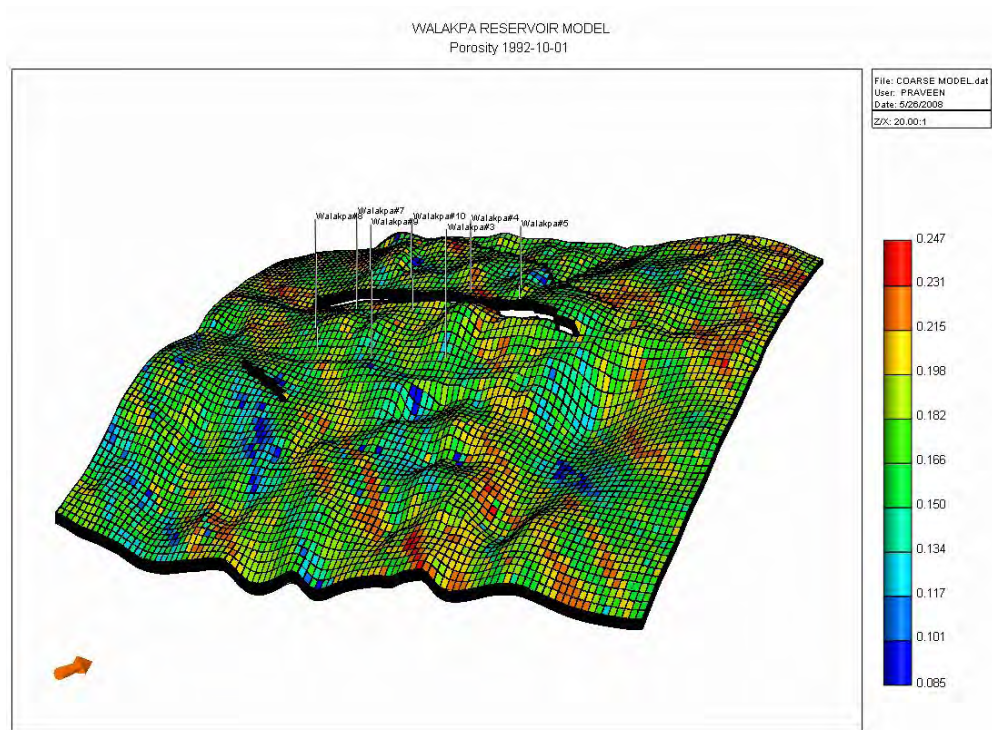 WALAKPA RESERVOIR MODEL
Porosity 1992-10-01
File: COARSE MODEL.dat
User: PRAVEEN
Date: 5/26/2008
Z/X: 20.00:1
Walakpa#8
Walakpa#7
Walakpa#9
Walakpa#10
Walakpa#3
Walakpa#4
Walakpa#5
0.247
0.231
0.215
0.198
0.182
0.166
0.150
0.134
0.117
0.101
0.085